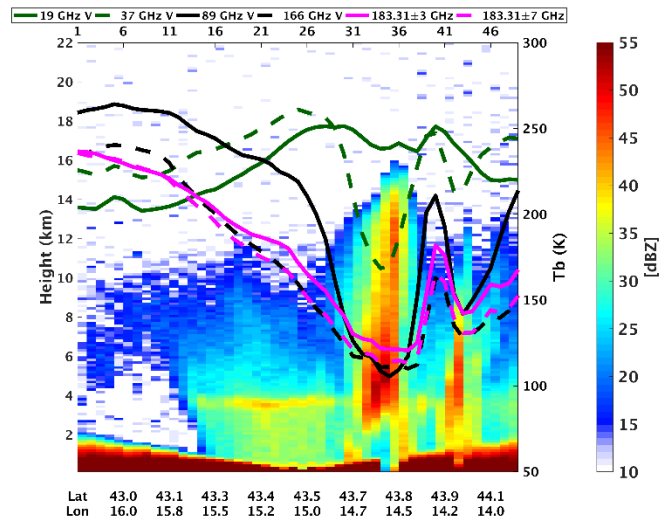 19 GHz V 37 GHz V 89 GHz V 166 GHz V 183.31±3 GHz 183.31±7 GHz
1 6 11 16 21 26 31 36 41 46
22 300 55
20 50
18 250 45
16
14 200 40
12 35
Height (km) Tb (K) [dBZ]
10 150 30
8 25
6 100 20
4 15
2 50 10
Lat 43.0 43.1 43.3 43.4 43.5 43.7 43.8 43.9 44.1
Lon 16.0 15.8 15.5 15.2 15.0 14.7 14.5 14.2 14.0